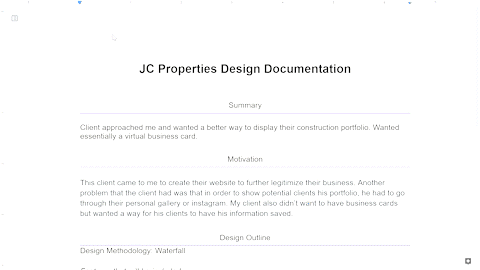 JC Properties Design Documentation
Summary
Client approached me and wanted a better way to display their construction portfolio. Wanted
essentially a virtual business card.
Motivation
This client came to me to create their website to further legitimize their business. Another
problem that the client had was that in order to show potential clients his portfolio, he had to go
through their personal gallery or instagram. My client also didn't want to have business cards
but wanted a way for his clients to have his information saved.
Design Outline
Design Methodology: Waterfall